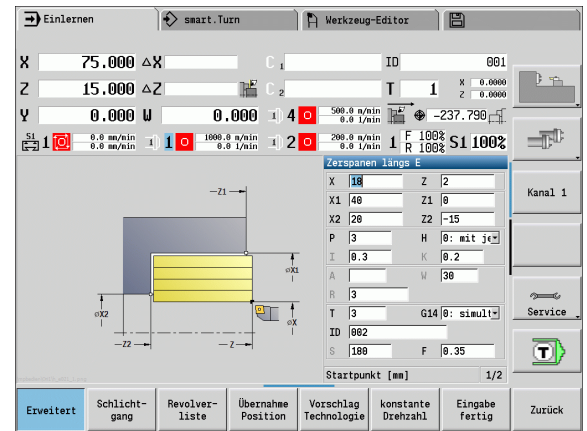 Einlernen smart.Turn Werkzeug-Editor
X 75.000 ΔX C 1 ID 001
Z 15.000 ΔZ C 2 T 1 X 0.0000 Z 0.0000
Y 0.000 W 0.000 1) 4 500.0 m/min 0.0 1/min -237.790
S1 1 0.0 mm/min 0.0 m/min 1) 1 1000.0 m/min 0.0 1/min 1) 2 200.0 m/min 0.0 1/min 1 F 100% R 100% S1 100%
Zerspanen längs E
X 10 Z 2
X1 40 Z1 0
X2 20 Z2 -15
P 3 H 0: mit je
I 0.3 K 0.2
A W 30
R 3
T 3 G14 0: simult
ID 002
S 180 F 0.35
Startpunkt [mm] 1/2
Z1
øX1
øX2
øX
Z2
Z
Kanal 1
Service
T
Erweitert
Schlicht-
gang
Revolver-
liste
Übernahme
Position
Vorschlag
Technologie
konstante
Drehzahl
Eingabe
fertig
Zurück